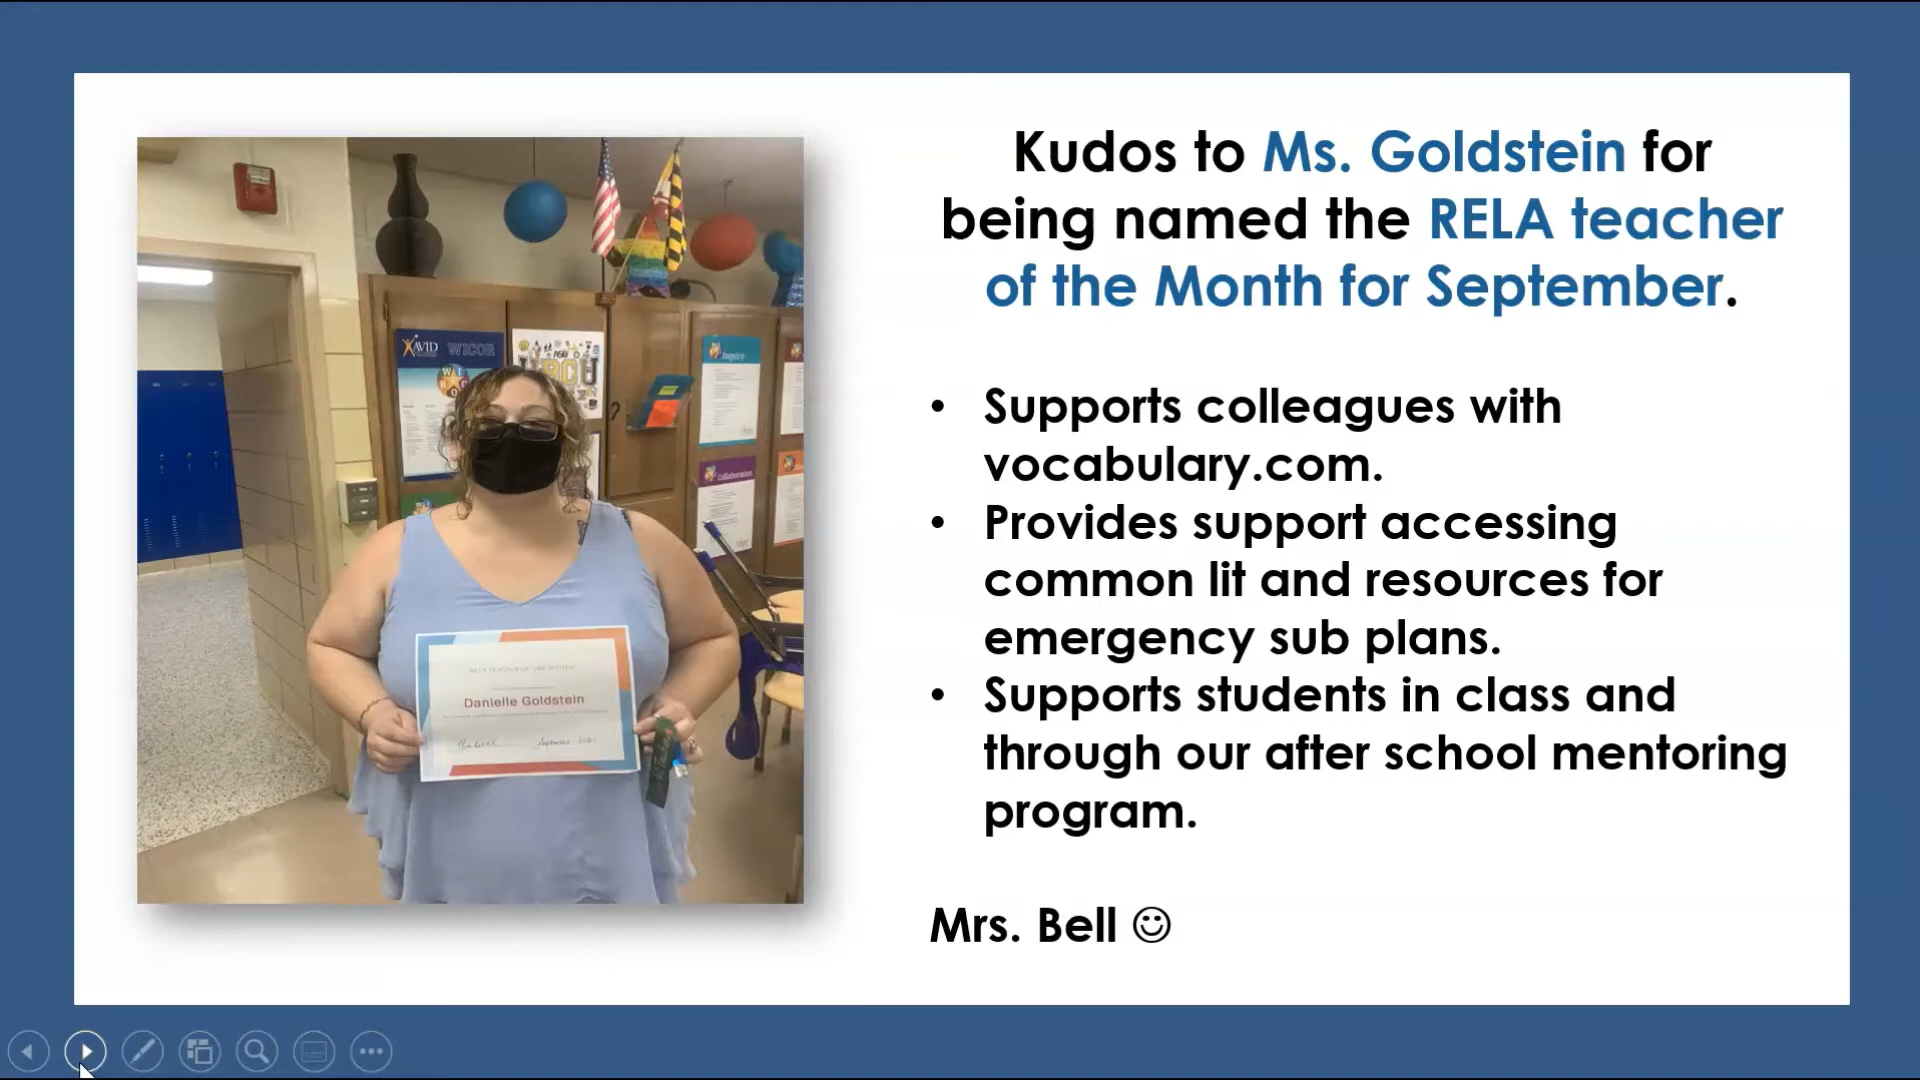 Kudos to Ms. Goldstein for
being named the RELA teacher
of the Month for September.
• Supports colleagues with
vocabulary.com.
• Provides support accessing
common lit and resources for
emergency sub plans.
• Supports students in class and
through our after school mentoring
program.
Mrs. Bell ☺
AVID WICOR
Inquiry
Collaboration
Danielle Goldstein